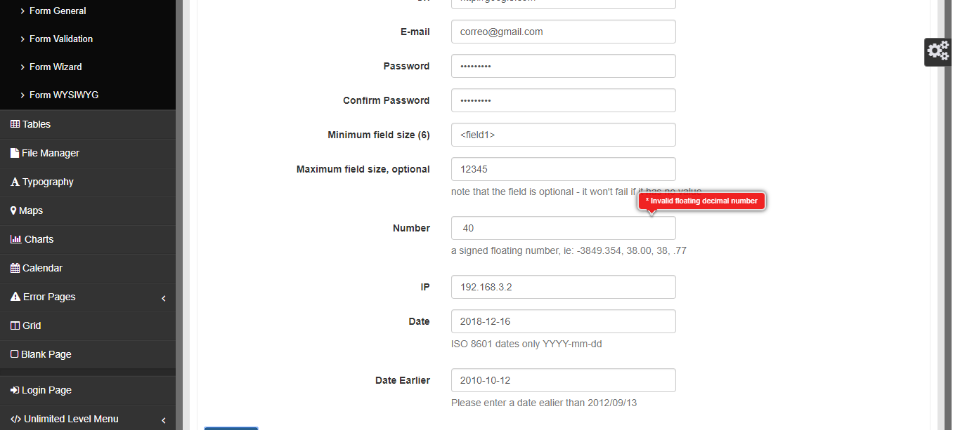 Form General
Form Validation
Form Wizard
Form WYSIWYG
Tables
File Manager
Typography
Maps
Charts
Calendar
Error Pages
Grid
Blank Page
Login Page
Unlimited Level Menu
E-mail
correo@gmail.com
Password
•••••••••
Confirm Password
•••••••••
Minimum field size (6)
<field1>
Maximum field size, optional
12345
note that the field is optional - it won't fail if it has no value
* Invalid floating decimal number
Number
40
a signed floating number, ie: -3849.354, 38.00, 38, .77
IP
192.168.3.2
Date
2018-12-16
ISO 8601 dates only YYYY-mm-dd
Date Earlier
2010-10-12
Please enter a date ealier than 2012/09/13